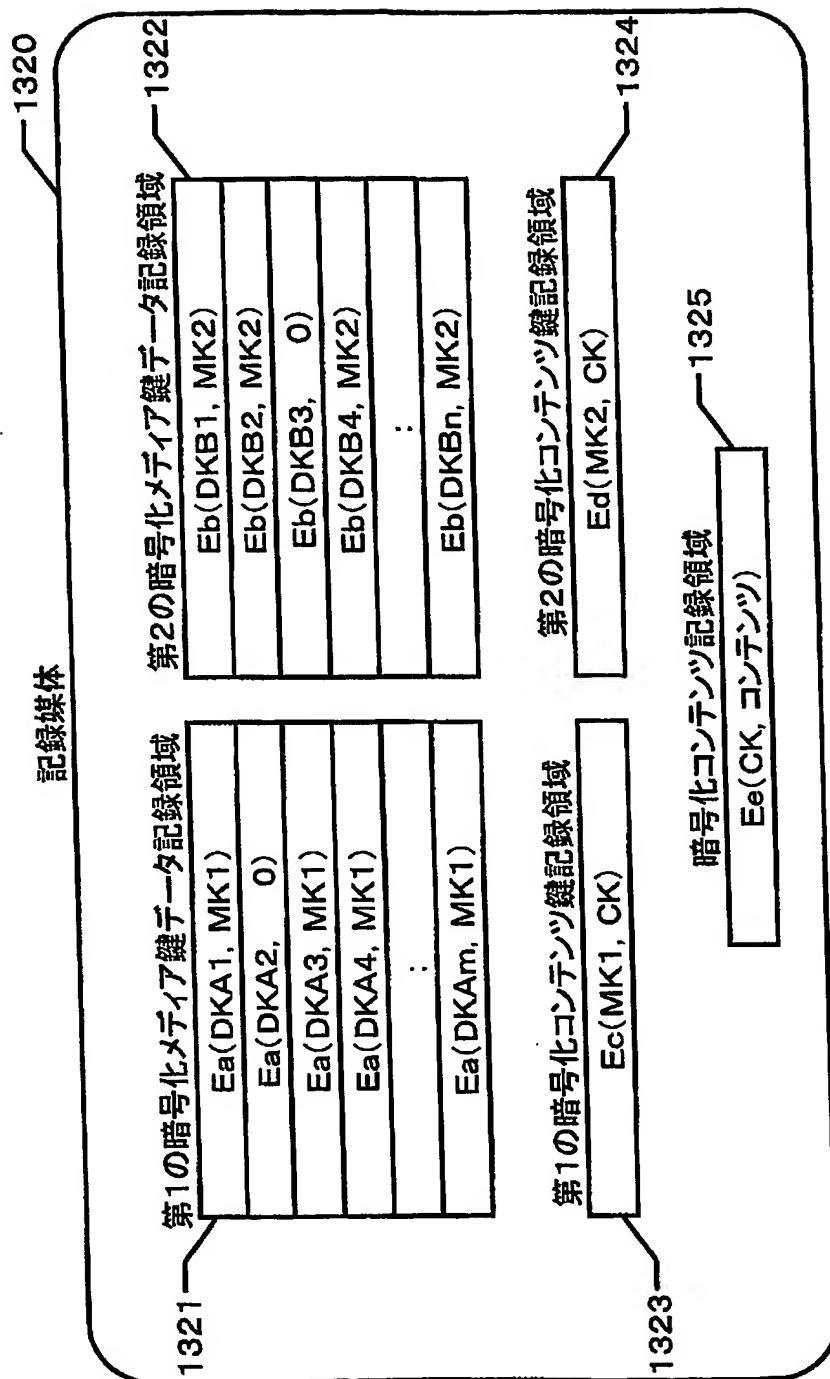 記録媒体
1320
第1の暗号化メディア鍵データ記録領域
1321
Ea(DKA1, MK1)
Ea(DKA2, 0)
Ea(DKA3, MK1)
Ea(DKA4, MK1)
:
Ea(DKAm, MK1)
第2の暗号化メディア鍵データ記録領域
1322
Eb(DKB1, MK2)
Eb(DKB2, MK2)
Eb(DKB3, 0)
Eb(DKB4, MK2)
:
Eb(DKBn, MK2)
第1の暗号化コンテンツ鍵記録領域
1323
Ec(MK1, CK)
第2の暗号化コンテンツ鍵記録領域
1324
Ed(MK2, CK)
暗号化コンテンツ記録領域
1325
Ee(CK, コンテンツ)